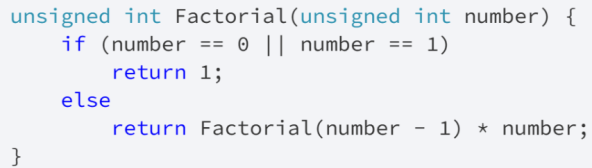 unsigned int Factorial(unsigned int number) {
    if (number == 0 || number == 1)
        return 1;
    else
        return Factorial(number - 1) * number;
}